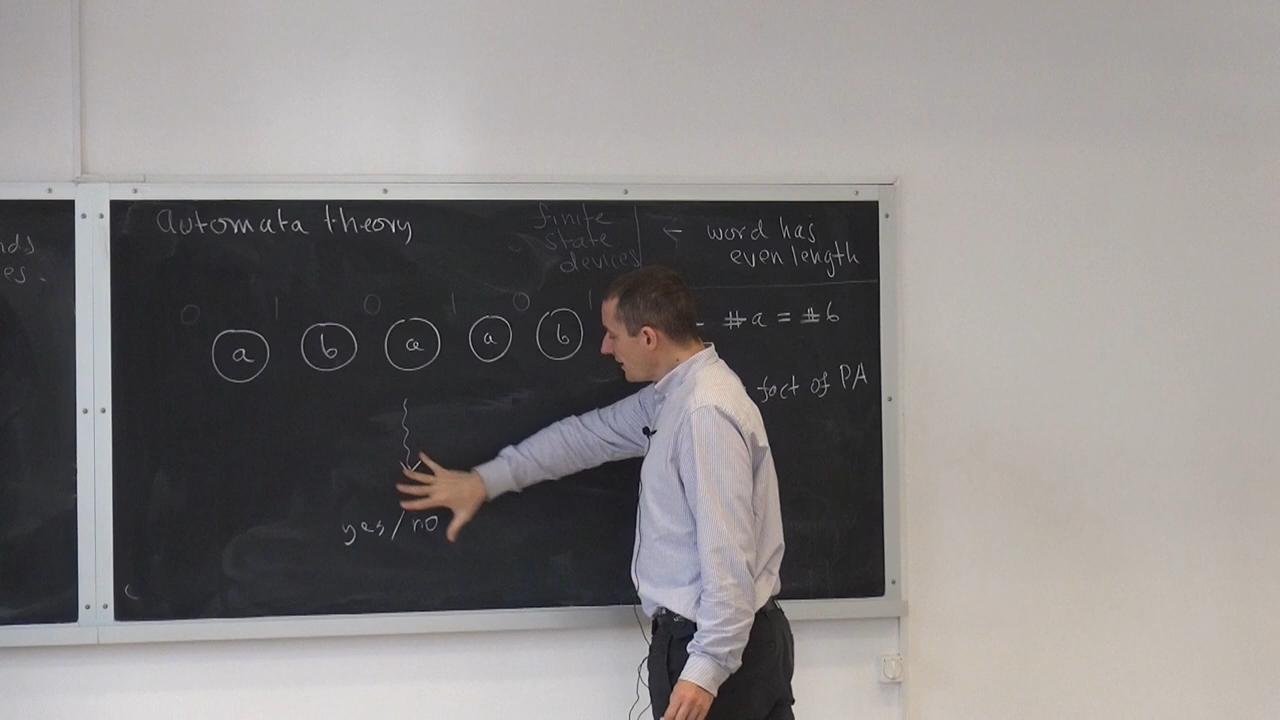 automata theory
finite
state
devices
← word has
even length
0 1 0 1 0 1
a b a a b
#a = #b
fact of PA
yes/no